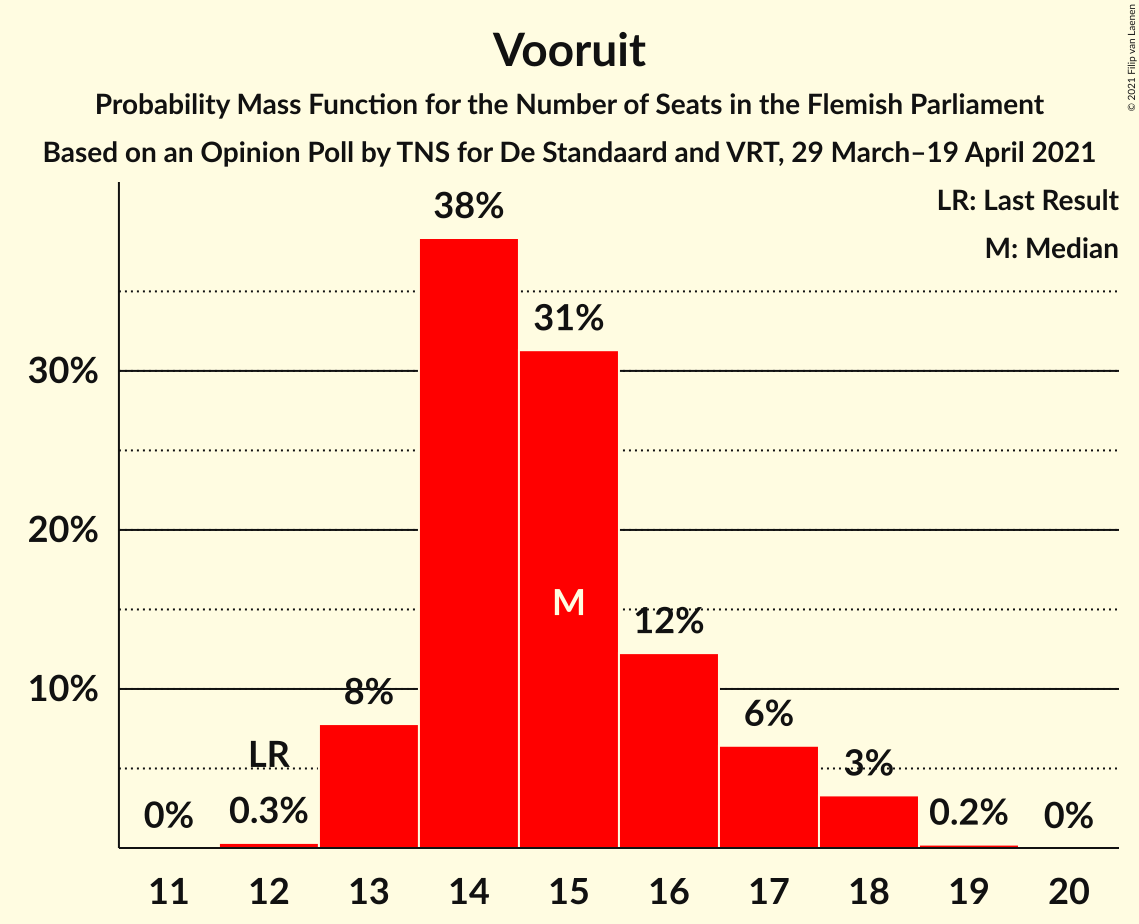 Vooruit
Probability Mass Function for the Number of Seats in the Flemish Parliament
Based on an Opinion Poll by TNS for De Standaard and VRT, 29 March–19 April 2021
© 2021 Filip van Laenen
LR: Last Result
M: Median
38%
31%
30%
20%
M
12%
10%
8%
6%
LR
3%
0%
0.3%
0.2%
0%
11 12 13 14 15 16 17 18 19 20